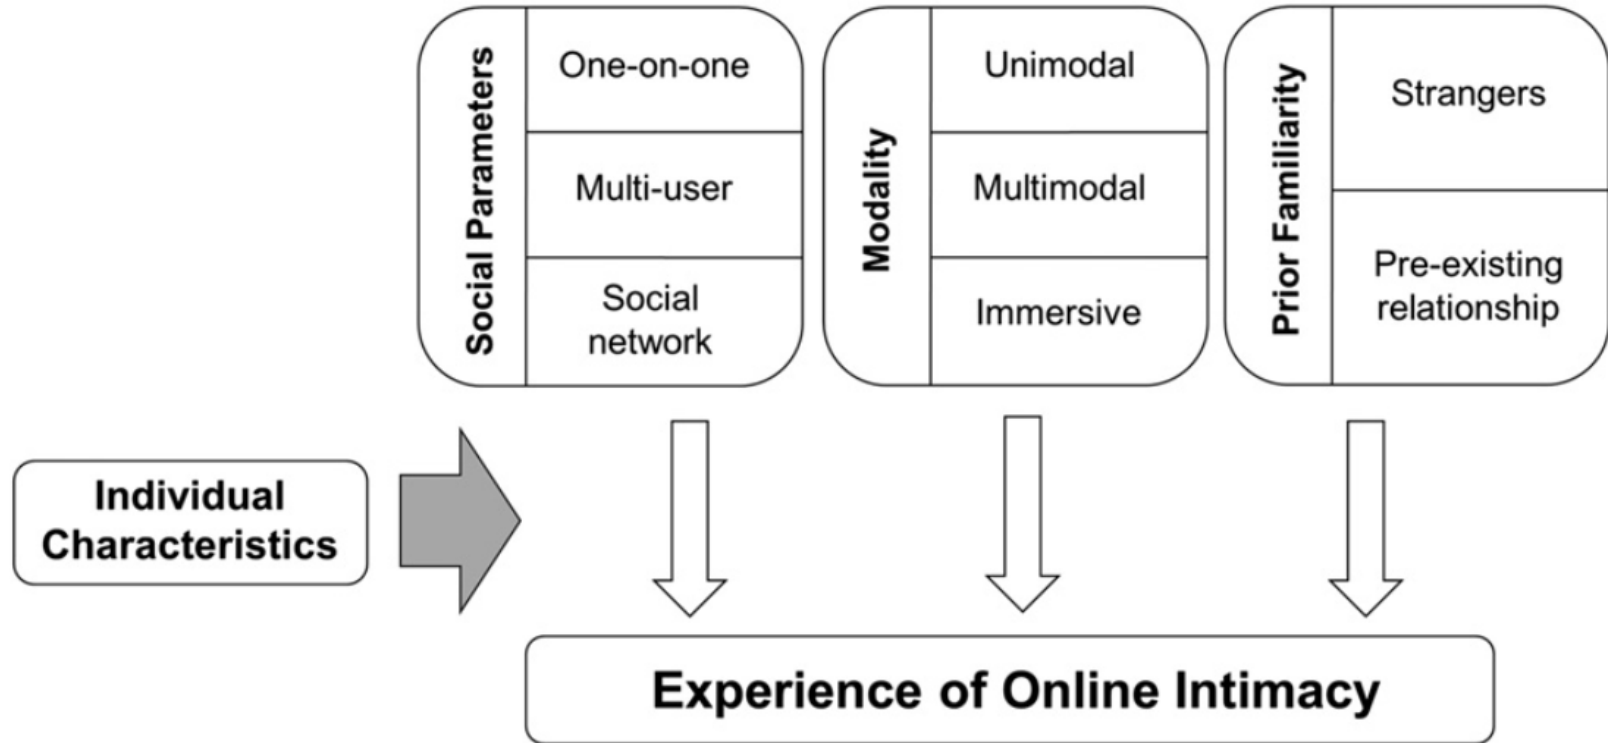 Social Parameters
One-on-one
Multi-user
Social
network
Modality
Unimodal
Multimodal
Immersive
Prior Familiarity
Strangers
Pre-existing
relationship
Individual
Characteristics
Experience of Online Intimacy